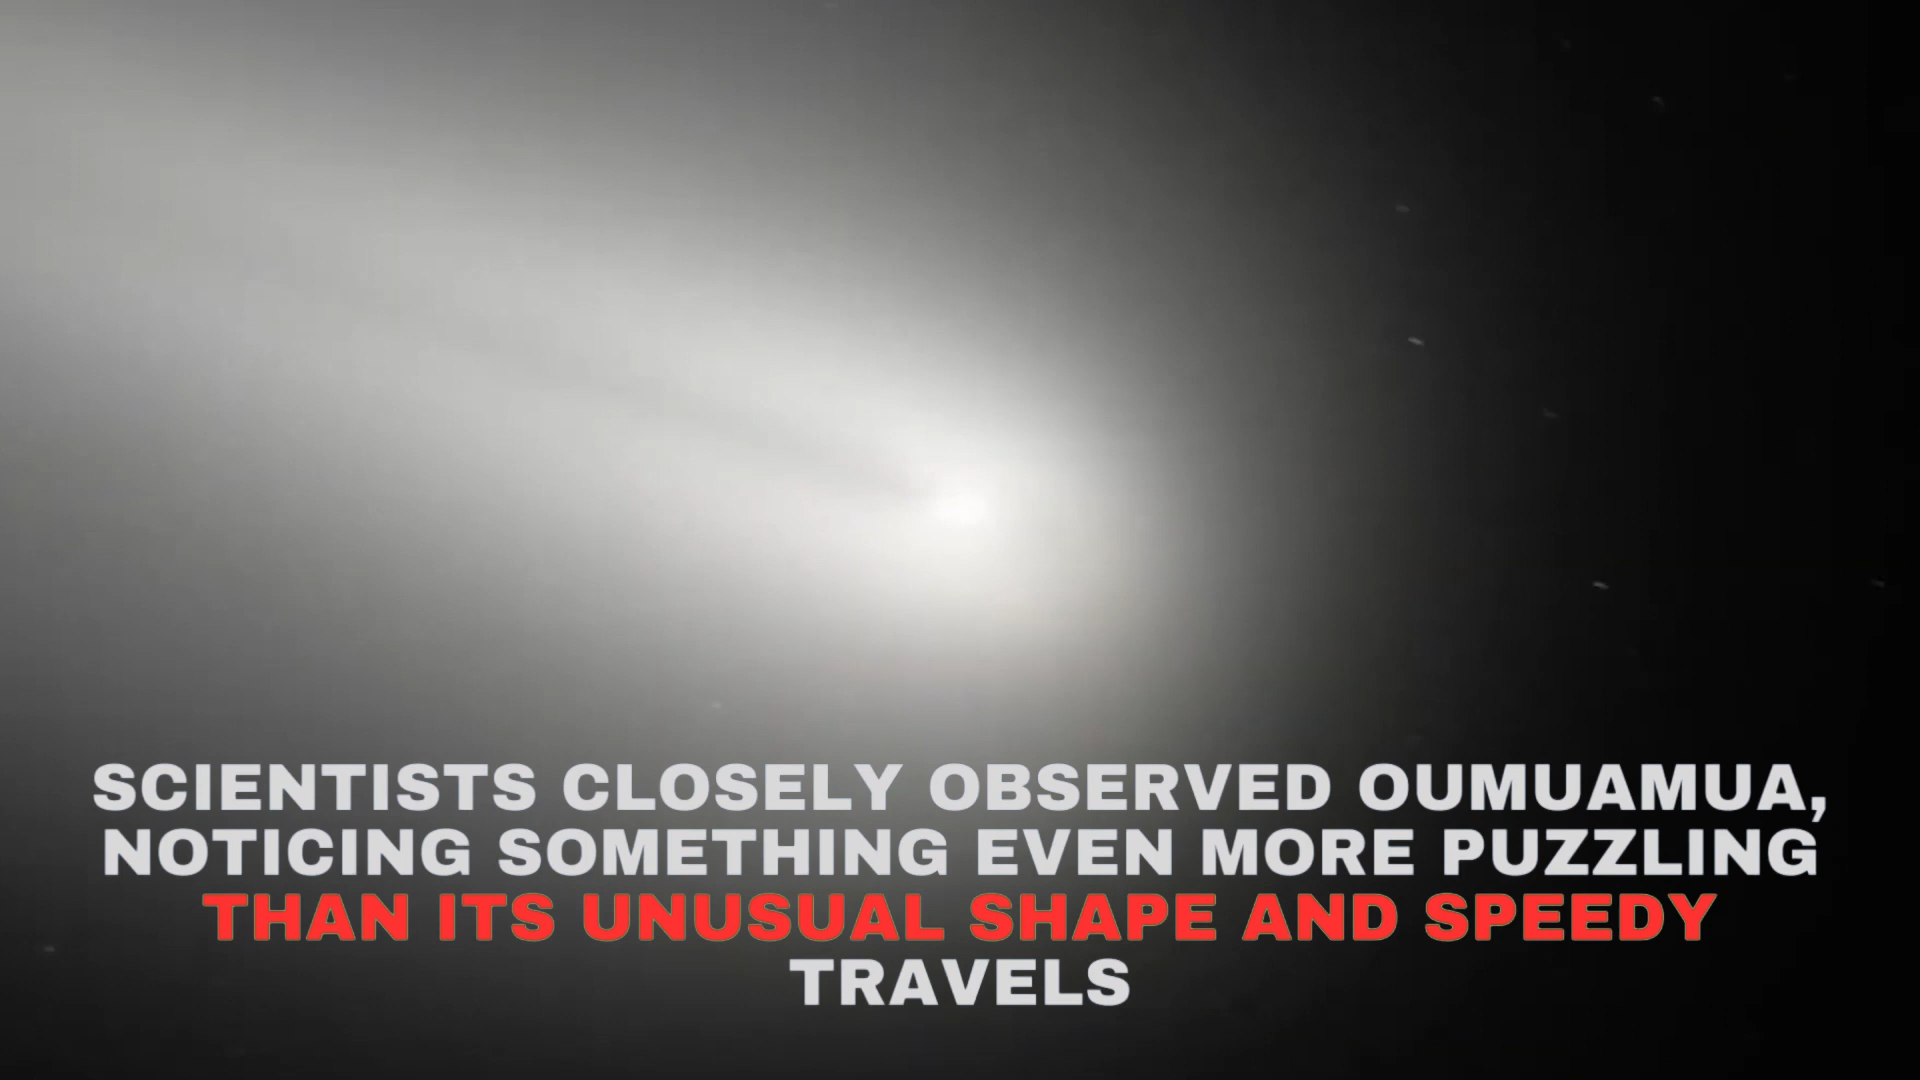 SCIENTISTS CLOSELY OBSERVED OUMUAMUA,
NOTICING SOMETHING EVEN MORE PUZZLING
THAN ITS UNUSUAL SHAPE AND SPEEDY
TRAVELS